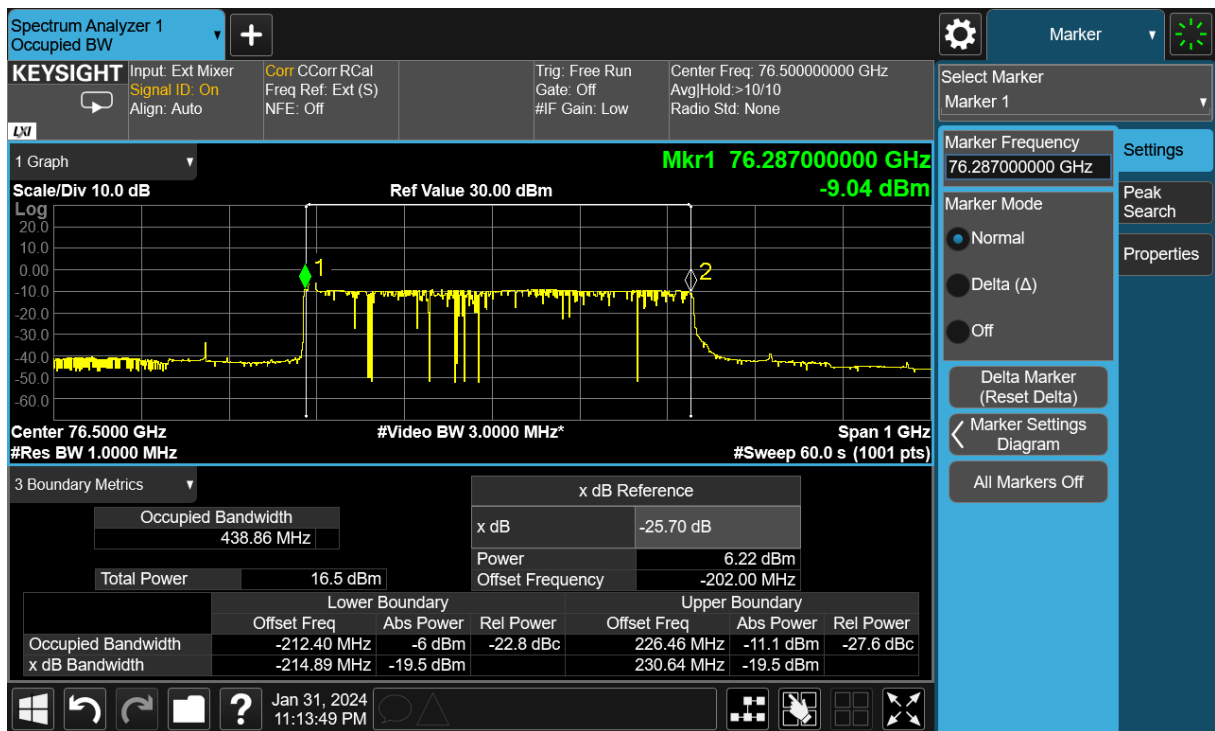 Spectrum Analyzer 1
Occupied BW
Marker
KEYSIGHT
LXI
Input: Ext Mixer
Signal ID: On
Align: Auto
Corr CCorr RCal
Freq Ref: Ext (S)
NFE: Off
Trig: Free Run
Gate: Off
#IF Gain: Low
Center Freq: 76.500000000 GHz
Avg|Hold:>10/10
Radio Std: None
Select Marker
Marker 1
1 Graph
Mkr1 76.287000000 GHz
-9.04 dBm
Scale/Div 10.0 dB
Ref Value 30.00 dBm
Log
20.0
10.0
0.00
-10.0
-20.0
-30.0
-40.0
-50.0
-60.0
1
2
Center 76.5000 GHz
#Video BW 3.0000 MHz*
Span 1 GHz
#Res BW 1.0000 MHz
#Sweep 60.0 s (1001 pts)
Marker Frequency
76.287000000 GHz
Marker Mode
Normal
Delta (Δ)
Off
Delta Marker
(Reset Delta)
Marker Settings
Diagram
All Markers Off
Settings
Peak
Search
Properties
3 Boundary Metrics
Occupied Bandwidth
438.86 MHz
Total Power 16.5 dBm
x dB Reference
x dB -25.70 dB
Power 6.22 dBm
Offset Frequency -202.00 MHz
Lower Boundary Upper Boundary
Offset Freq Abs Power Rel Power Offset Freq Abs Power Rel Power
Occupied Bandwidth -212.40 MHz -6 dBm -22.8 dBc 226.46 MHz -11.1 dBm -27.6 dBc
x dB Bandwidth -214.89 MHz -19.5 dBm 230.64 MHz -19.5 dBm
?
Jan 31, 2024
11:13:49 PM